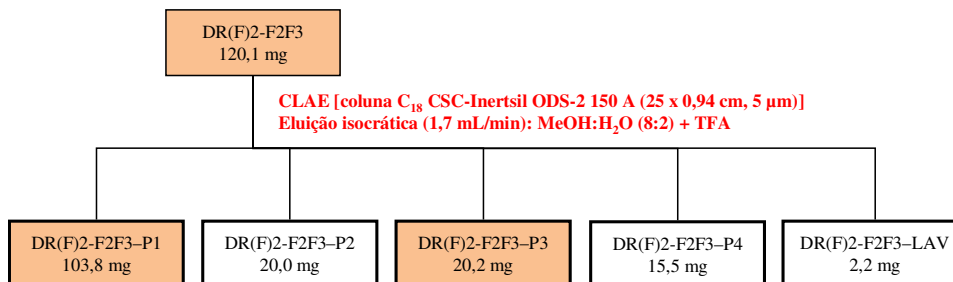 DR(F)2-F2F3
120,1 mg
CLAE [coluna C18 CSC-Inertsil ODS-2 150 A (25 x 0,94 cm, 5 µm)]
Eluição isocrática (1,7 mL/min): MeOH:H2O (8:2) + TFA
DR(F)2-F2F3–P1
103,8 mg
DR(F)2-F2F3–P2
20,0 mg
DR(F)2-F2F3–P3
20,2 mg
DR(F)2-F2F3–P4
15,5 mg
DR(F)2-F2F3–LAV
2,2 mg